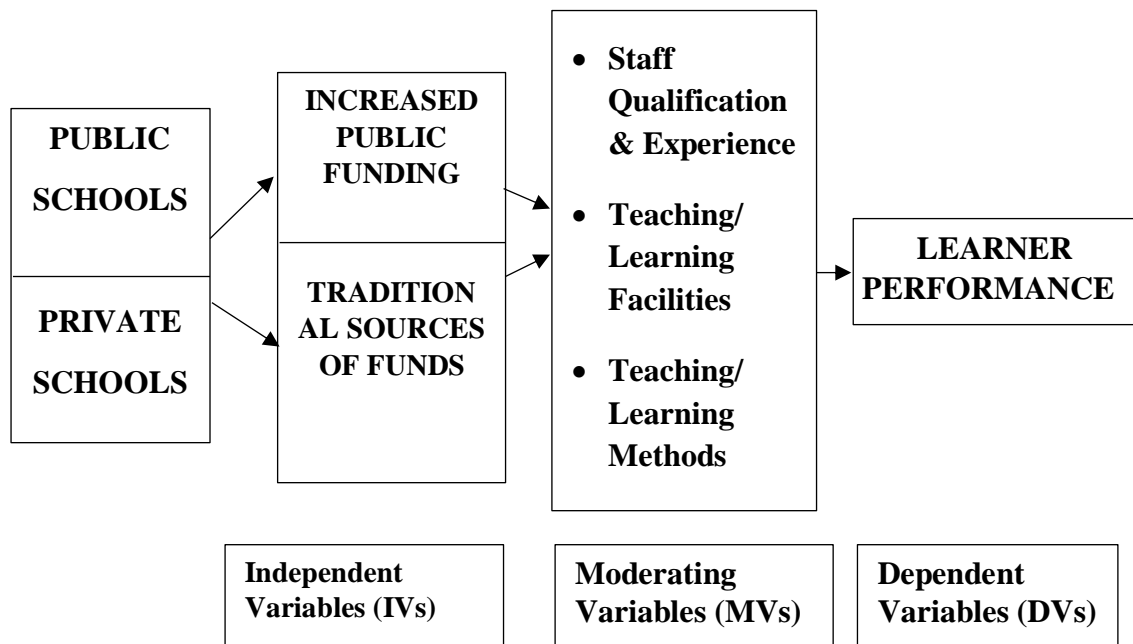 PUBLIC
SCHOOLS
PRIVATE
SCHOOLS
INCREASED
PUBLIC
FUNDING
TRADITION
AL SOURCES
OF FUNDS
• Staff
Qualification
& Experience
• Teaching/
Learning
Facilities
• Teaching/
Learning
Methods
LEARNER
PERFORMANCE
Independent
Variables (IVs)
Moderating
Variables (MVs)
Dependent
Variables (DVs)